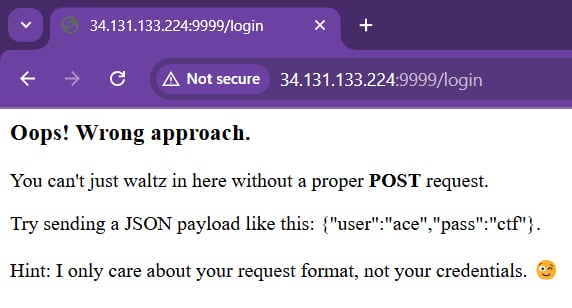 34.131.133.224:9999/login
Not secure 34.131.133.224:9999/login
Oops! Wrong approach.
You can't just waltz in here without a proper POST request.
Try sending a JSON payload like this: {"user":"ace","pass":"ctf"}.
Hint: I only care about your request format, not your credentials. 😉